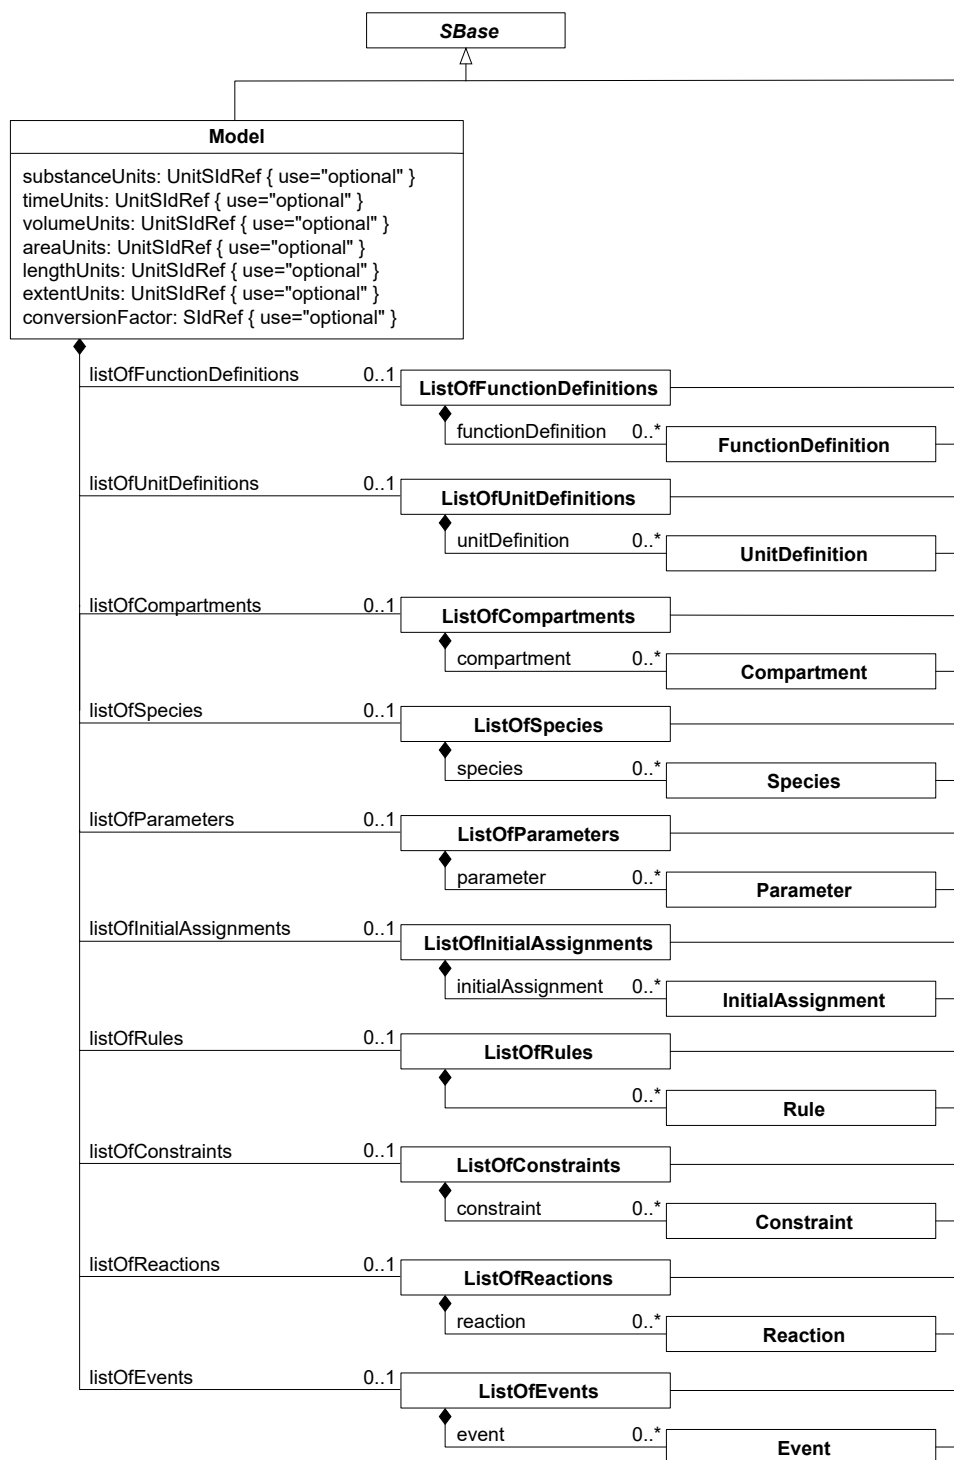 SBase
Model
substanceUnits: UnitSIdRef { use="optional" }
timeUnits: UnitSIdRef { use="optional" }
volumeUnits: UnitSIdRef { use="optional" }
areaUnits: UnitSIdRef { use="optional" }
lengthUnits: UnitSIdRef { use="optional" }
extentUnits: UnitSIdRef { use="optional" }
conversionFactor: SIdRef { use="optional" }
listOfFunctionDefinitions 0..1 ListOfFunctionDefinitions
functionDefinition 0..* FunctionDefinition
listOfUnitDefinitions 0..1 ListOfUnitDefinitions
unitDefinition 0..* UnitDefinition
listOfCompartments 0..1 ListOfCompartments
compartment 0..* Compartment
listOfSpecies 0..1 ListOfSpecies
species 0..* Species
listOfParameters 0..1 ListOfParameters
parameter 0..* Parameter
listOfInitialAssignments 0..1 ListOfInitialAssignments
initialAssignment 0..* InitialAssignment
listOfRules 0..1 ListOfRules
0..* Rule
listOfConstraints 0..1 ListOfConstraints
constraint 0..* Constraint
listOfReactions 0..1 ListOfReactions
reaction 0..* Reaction
listOfEvents 0..1 ListOfEvents
event 0..* Event